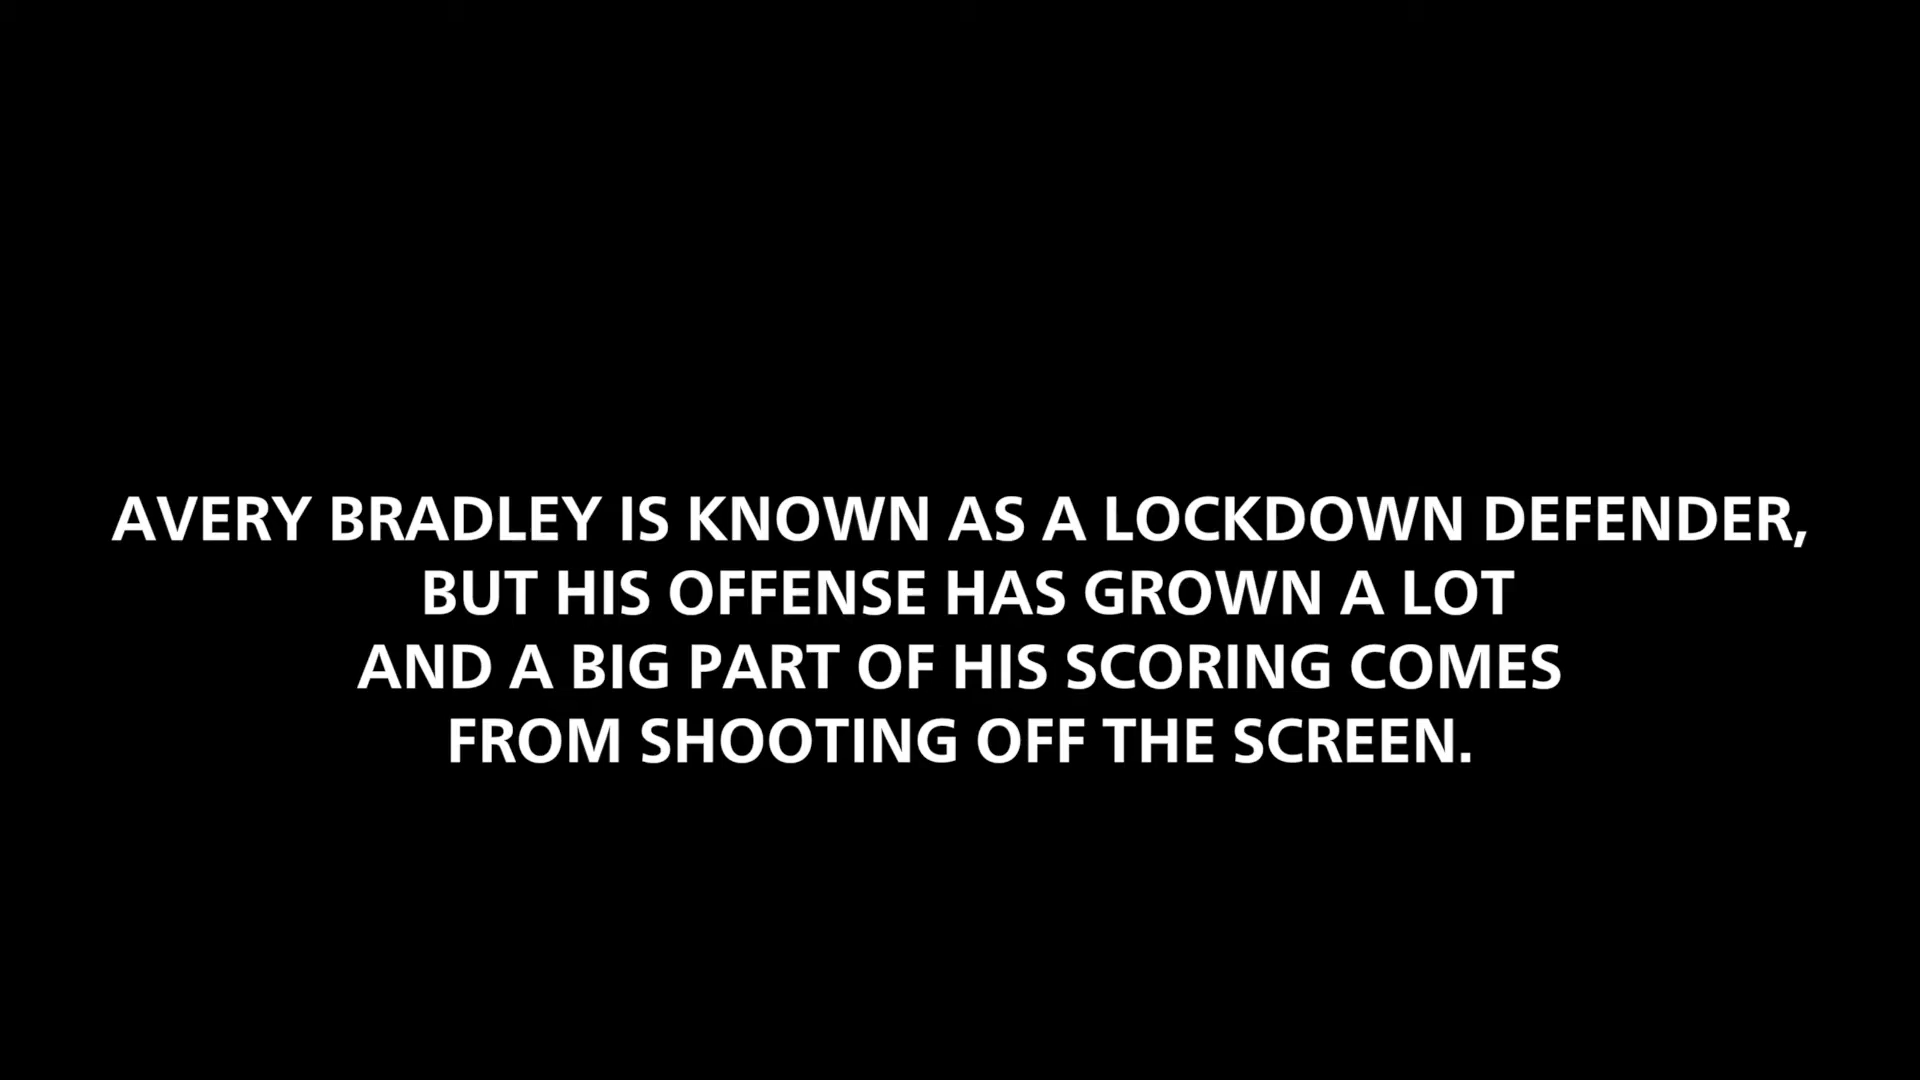 AVERY BRADLEY IS KNOWN AS A LOCKDOWN DEFENDER,
BUT HIS OFFENSE HAS GROWN A LOT
AND A BIG PART OF HIS SCORING COMES
FROM SHOOTING OFF THE SCREEN.